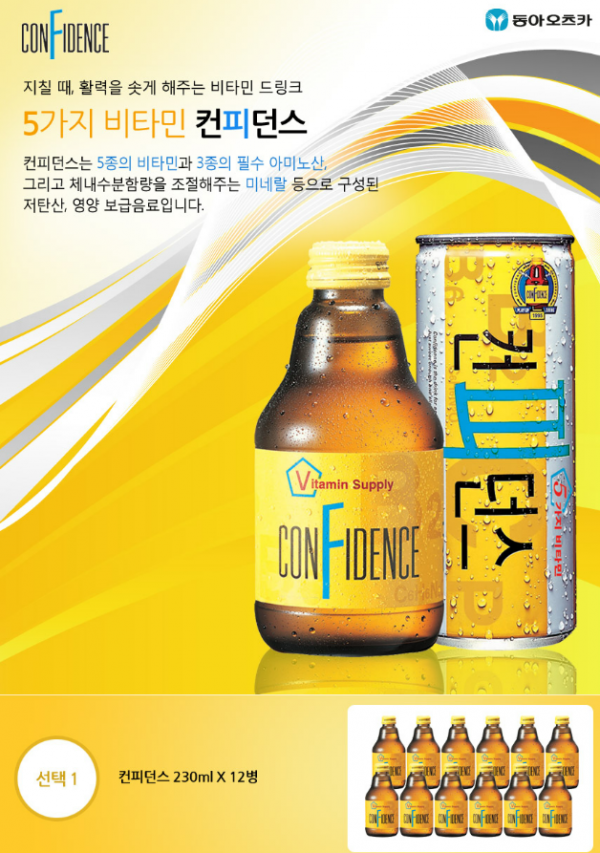 CONFIDENCE
동아오츠카
지칠 때, 활력을 솟게 해주는 비타민 드링크
5가지 비타민 컨피던스
컨피던스는 5종의 비타민과 3종의 필수 아미노산,
그리고 체내수분함량을 조절해주는 미네랄 등으로 구성된
저탄산, 영양 보급음료입니다.
Vitamin Supply
CONFIDENCE
CONFIDENCE
컨피던스
5가지 비타민
선택 1
컨피던스 230ml X 12병